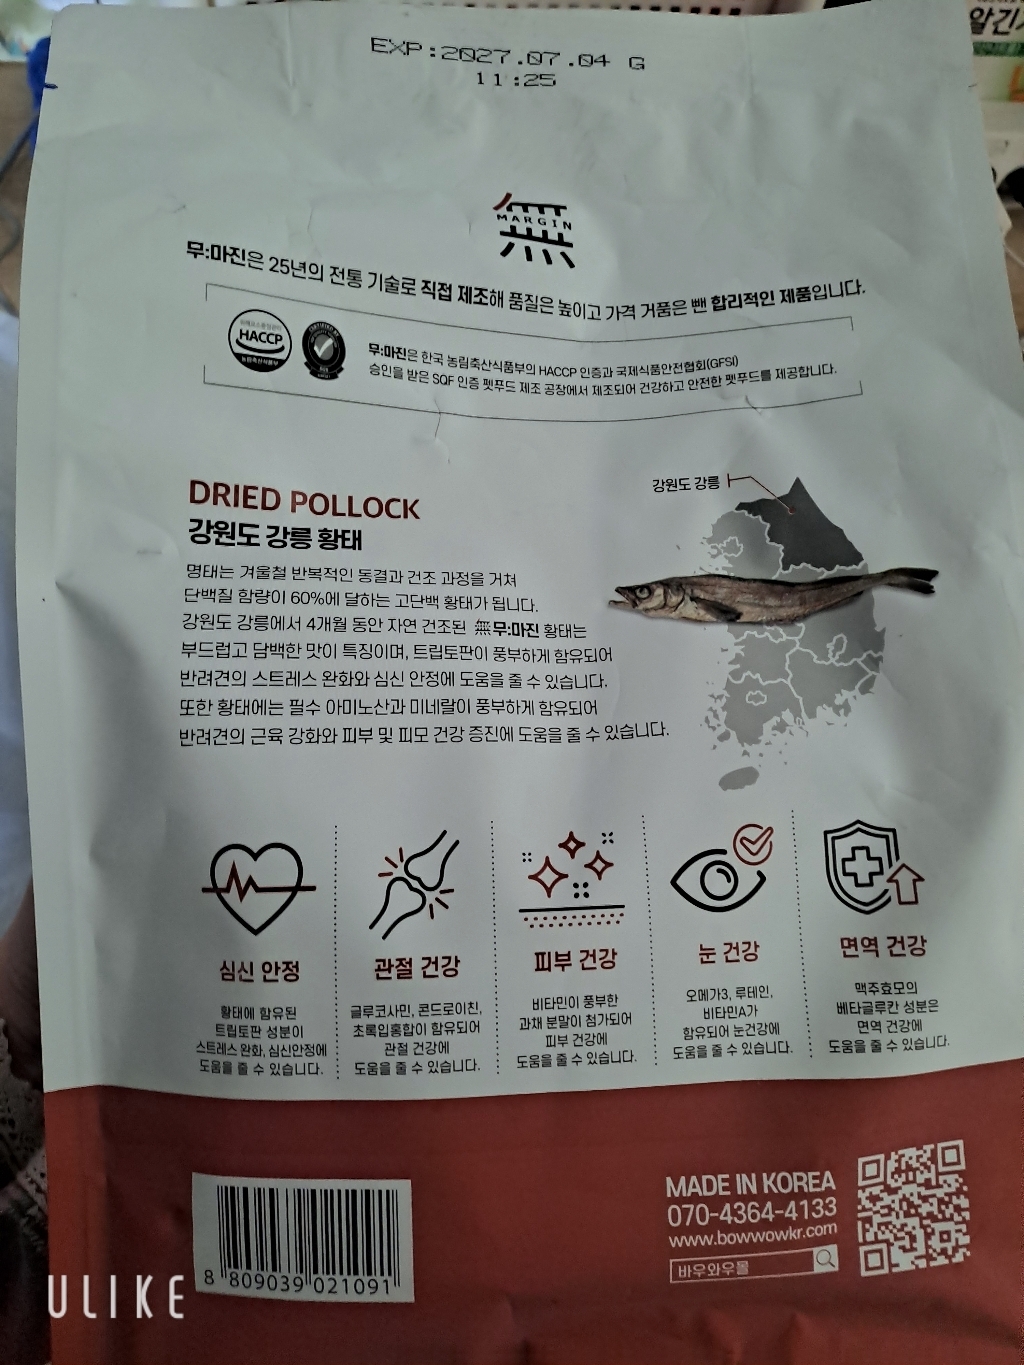 EXP:2027.07.04 G
11:25
알긴
MARGIN
無
무:마진은 25년의 전통 기술로 직접 제조해 품질은 높이고 가격 거품은 뺀 합리적인 제품입니다.
HACCP
농림축산식품부
무:마진은 한국 농림축산식품부의 HACCP 인증과 국제식품안전협회(GFSI)
승인을 받은 SQF 인증 펫푸드 제조 공장에서 제조되어 건강하고 안전한 펫푸드를 제공합니다.
강원도 강릉
DRIED POLLOCK
강원도 강릉 황태
명태는 겨울철 반복적인 동결과 건조 과정을 거쳐
단백질 함량이 60%에 달하는 고단백 황태가 됩니다.
강원도 강릉에서 4개월 동안 자연 건조된 無무:마진 황태는
부드럽고 담백한 맛이 특징이며, 트립토판이 풍부하게 함유되어
반려견의 스트레스 완화와 심신 안정에 도움을 줄 수 있습니다.
또한 황태에는 필수 아미노산과 미네랄이 풍부하게 함유되어
반려견의 근육 강화와 피부 및 피모 건강 증진에 도움을 줄 수 있습니다.
심신 안정
황태에 함유된
트립토판 성분이
스트레스 완화, 심신안정에
도움을 줄 수 있습니다.
관절 건강
글루코사민, 콘드로이친,
초록입홍합이 함유되어
관절 건강에
도움을 줄 수 있습니다.
피부 건강
비타민이 풍부한
과채 분말이 첨가되어
피부 건강에
도움을 줄 수 있습니다.
눈 건강
오메가3, 루테인,
비타민A가
함유되어 눈건강에
도움을 줄 수 있습니다.
면역 건강
맥주효모의
베타글루칸 성분은
면역 건강에
도움을 줄 수 있습니다.
8 809039 021091
MADE IN KOREA
070-4364-4133
www.bowwowkr.com
바우와우몰
ULIKE